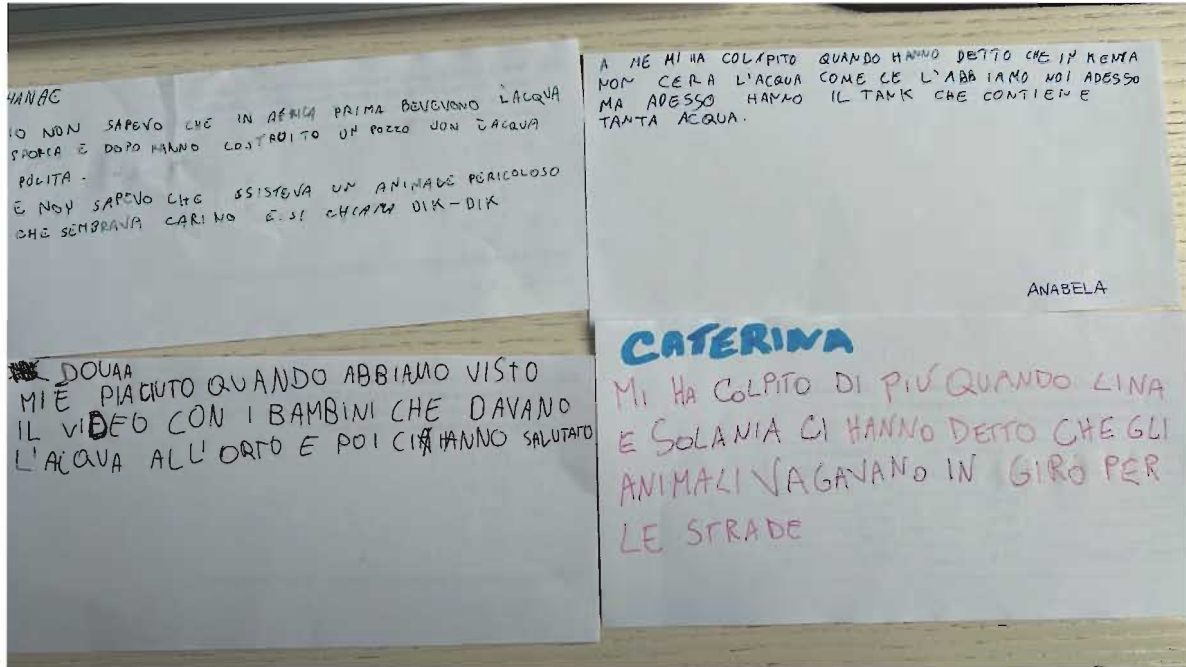 HANAE
IO NON SAPEVO CHE IN AFRICA PRIMA BEVEVONO L'ACQUA
SPORCA E DOPO HANNO COSTRUITO UN POZZO CON L'ACQUA
PULITA.
E NON SAPEVO CHE ESISTEVA UN ANIMALE PERICOLOSO
CHE SEMBRAVA CARINO E SI CHIAMA DIK-DIK
A ME MI HA COLPITO QUANDO HANNO DETTO CHE IN KENIA
NON CERA L'ACQUA COME CE L'ABBIAMO NOI ADESSO
MA ADESSO HANNO IL TANK CHE CONTIENE
TANTA ACQUA.
ANABELA
DOUAA
MI È PIACIUTO QUANDO ABBIAMO VISTO
IL VIDEO CON I BAMBINI CHE DAVANO
L'ACQUA ALL'ORTO E POI CI HANNO SALUTATO
CATERINA
MI HA COLPITO DI PIÙ QUANDO LINA
E SOLANIA CI HANNO DETTO CHE GLI
ANIMALI VAGAVANO IN GIRO PER
LE STRADE